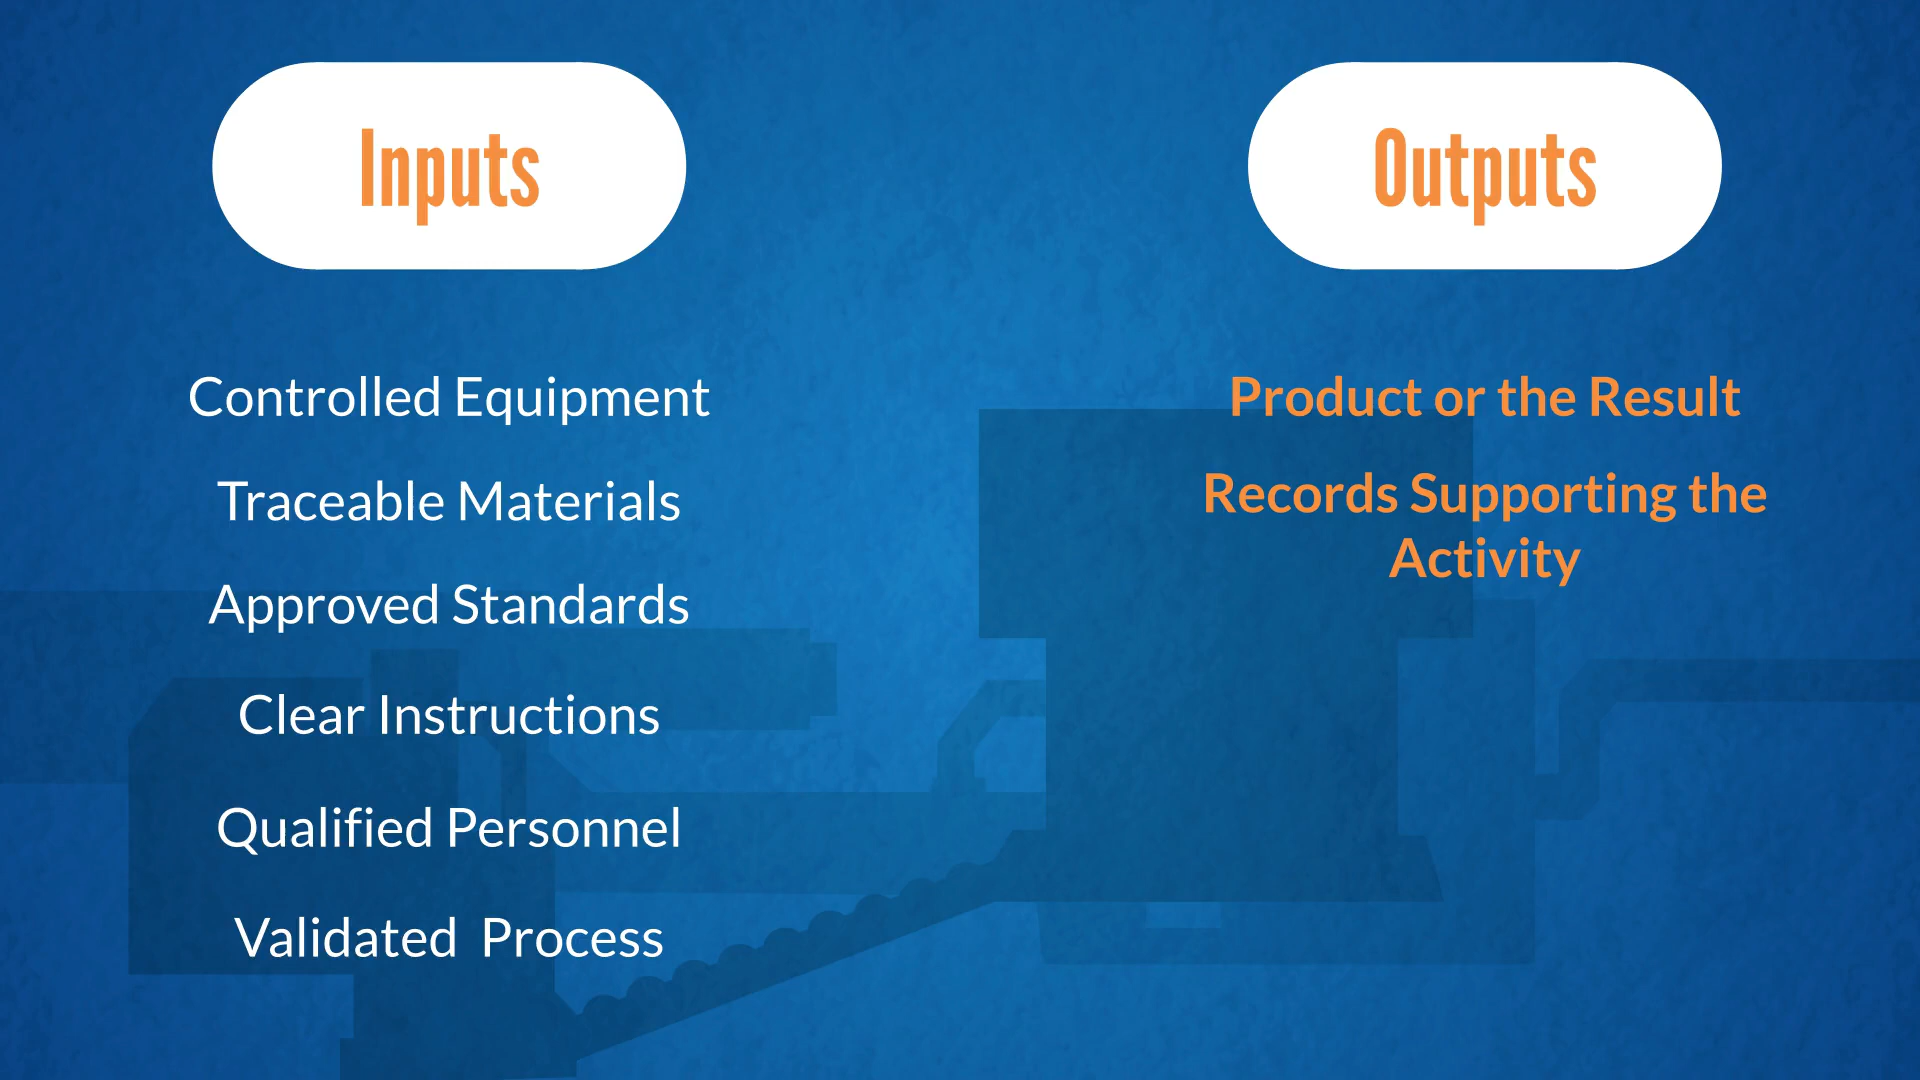 Inputs
Controlled Equipment
Traceable Materials
Approved Standards
Clear Instructions
Qualified Personnel
Validated  Process
Outputs
Product or the Result
Records Supporting the
Activity